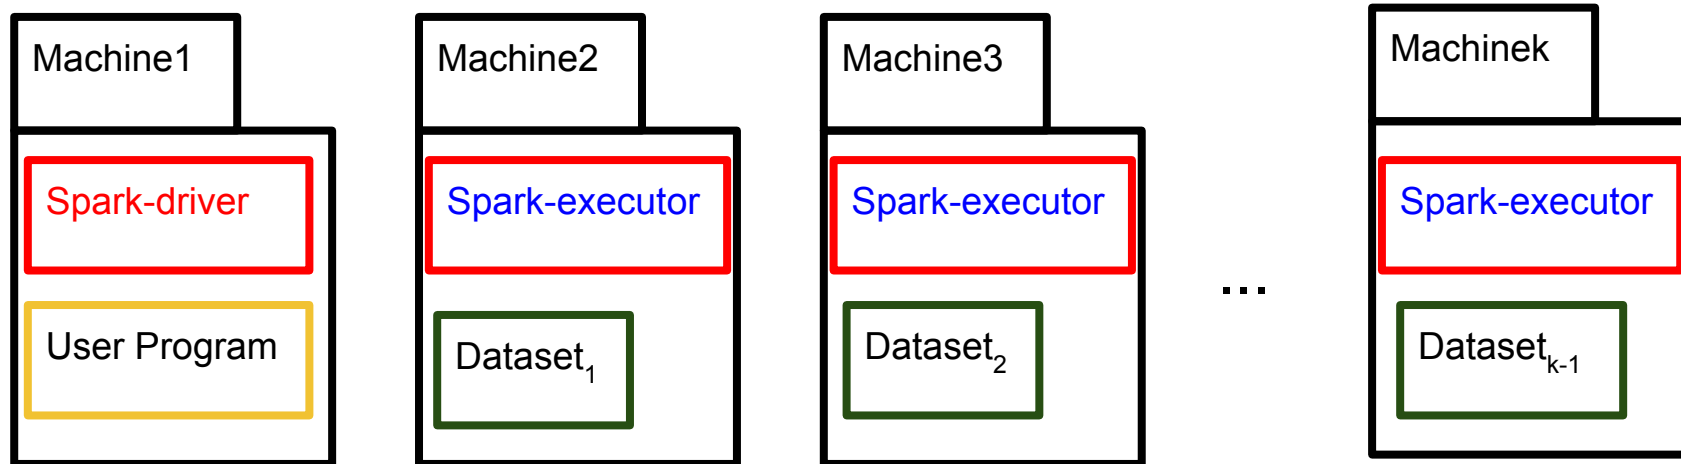 Machine1
Spark-driver
User Program
Machine2
Spark-executor
Dataset1
Machine3
Spark-executor
Dataset2
...
Machinek
Spark-executor
Datasetk-1